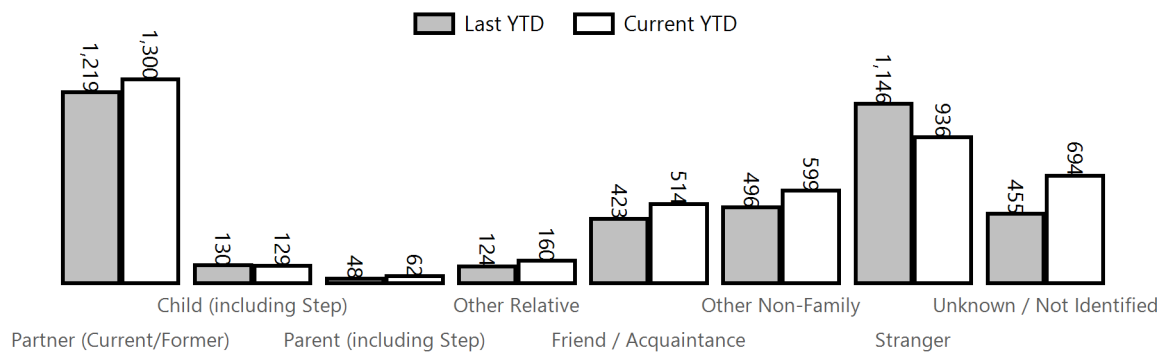 Last YTD Current YTD
1,219 1,300 130 129 48 62 124 160 423 514 496 599 1,146 936 455 694
Child (including Step) Other Relative Other Non-Family Unknown / Not Identified
Partner (Current/Former) Parent (including Step) Friend / Acquaintance Stranger